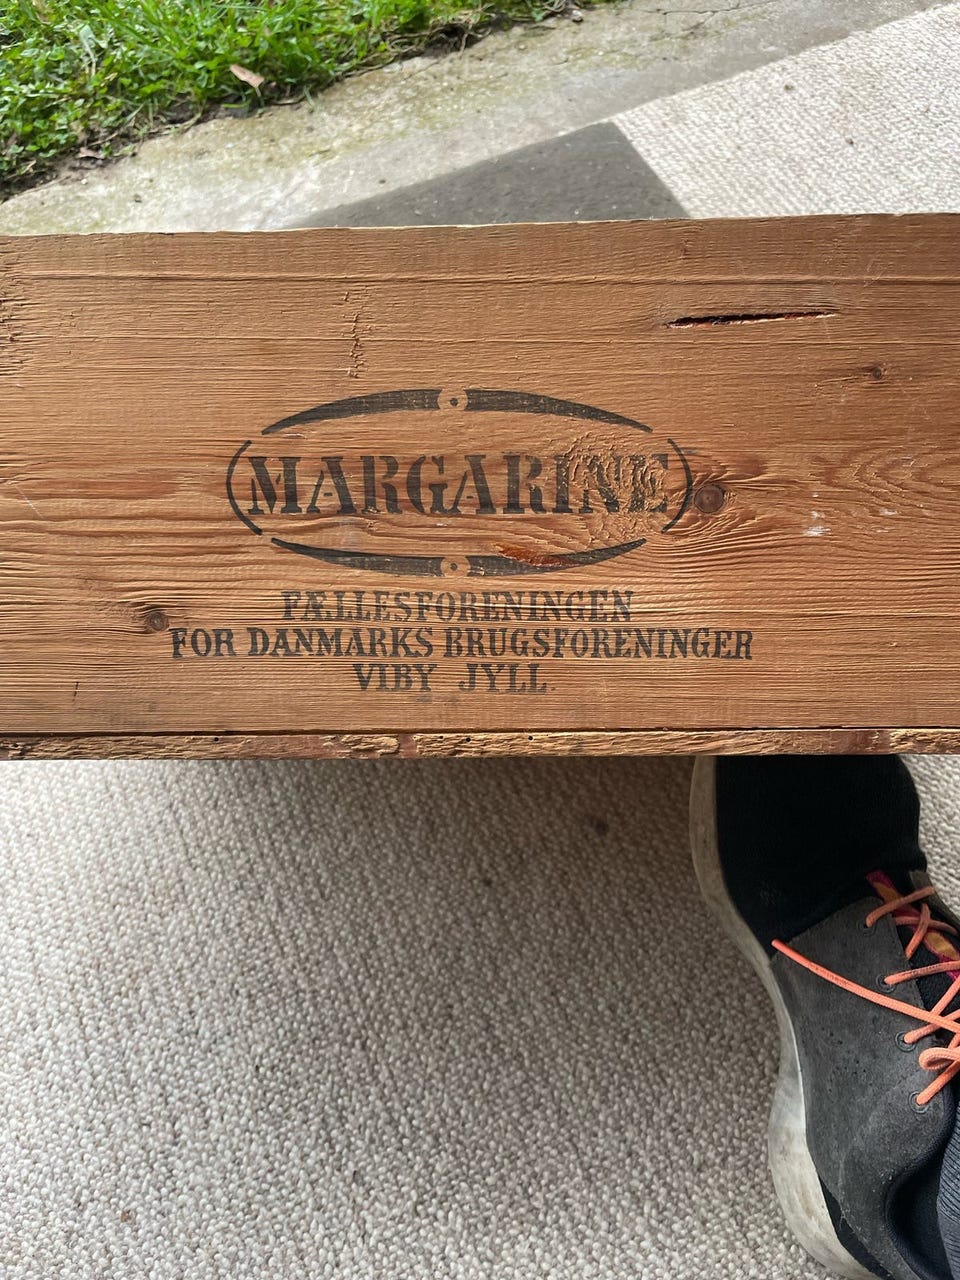 MARGARINE
FÆLLESFORENINGEN
FOR DANMARKS BRUGSFORENINGER
VIBY JYLL.